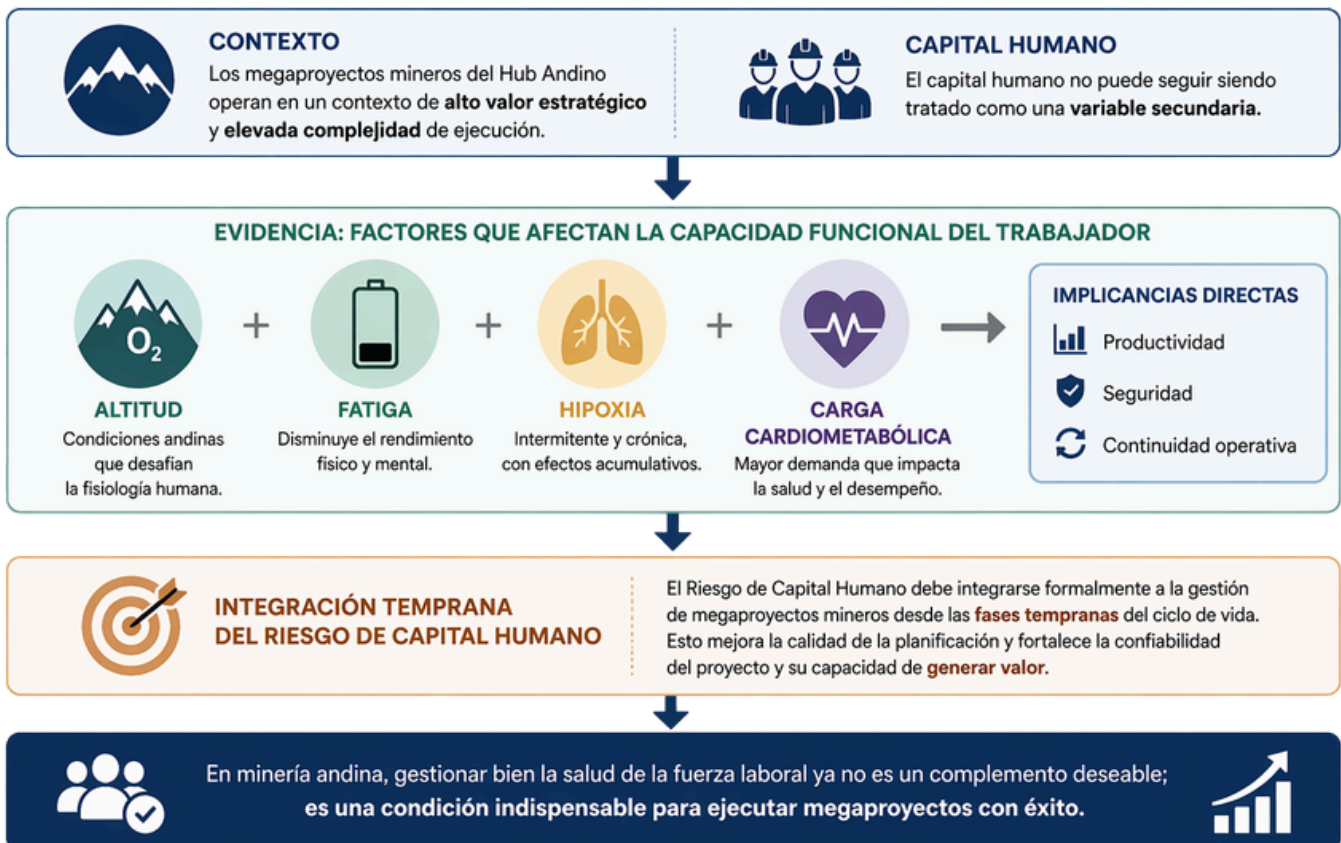 CONTEXTO
Los megaproyectos mineros del Hub Andino
operan en un contexto de alto valor estratégico
y elevada complejidad de ejecución.
CAPITAL HUMANO
El capital humano no puede seguir siendo
tratado como una variable secundaria.
EVIDENCIA: FACTORES QUE AFECTAN LA CAPACIDAD FUNCIONAL DEL TRABAJADOR
O2
ALTITUD
Condiciones andinas
que desafían
la fisiología humana.
FATIGA
Disminuye el rendimiento
físico y mental.
HIPOXIA
Intermitente y crónica,
con efectos acumulativos.
CARGA
CARDIOMETABÓLICA
Mayor demanda que impacta
la salud y el desempeño.
IMPLICANCIAS DIRECTAS
Productividad
Seguridad
Continuidad operativa
INTEGRACIÓN TEMPRANA
DEL RIESGO DE CAPITAL HUMANO
El Riesgo de Capital Humano debe integrarse formalmente a la gestión
de megaproyectos mineros desde las fases tempranas del ciclo de vida.
Esto mejora la calidad de la planificación y fortalece la confiabilidad
del proyecto y su capacidad de generar valor.
En minería andina, gestionar bien la salud de la fuerza laboral ya no es un complemento deseable;
es una condición indispensable para ejecutar megaproyectos con éxito.